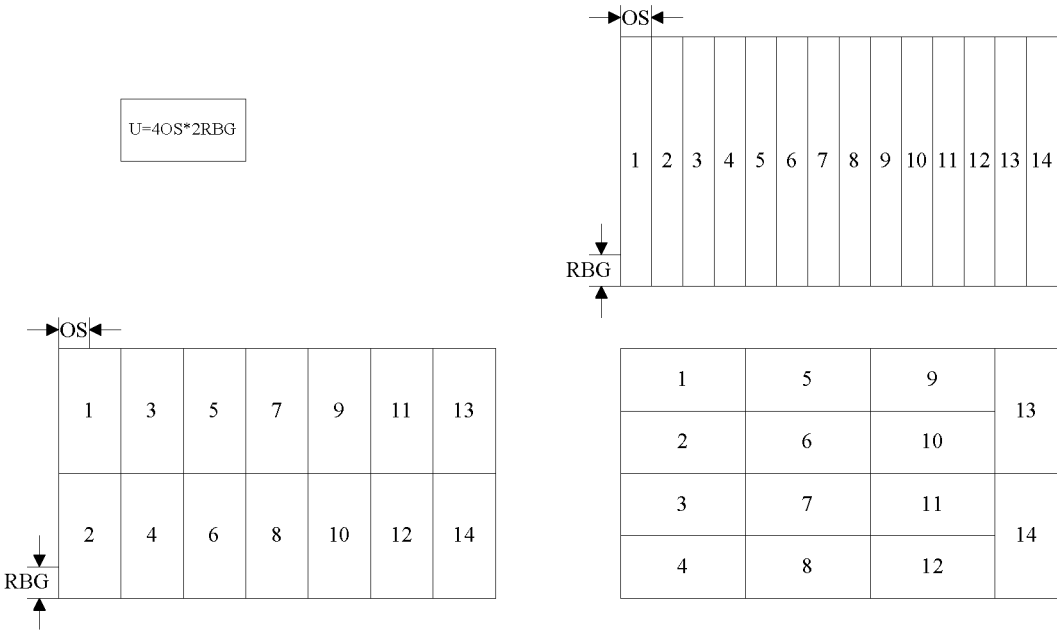 OS
U=4OS*2RBG
1 2 3 4 5 6 7 8 9 10 11 12 13 14
RBG
OS
1 3 5 7 9 11 13
2 4 6 8 10 12 14
RBG
1 5 9
13
2 6 10
3 7 11
14
4 8 12